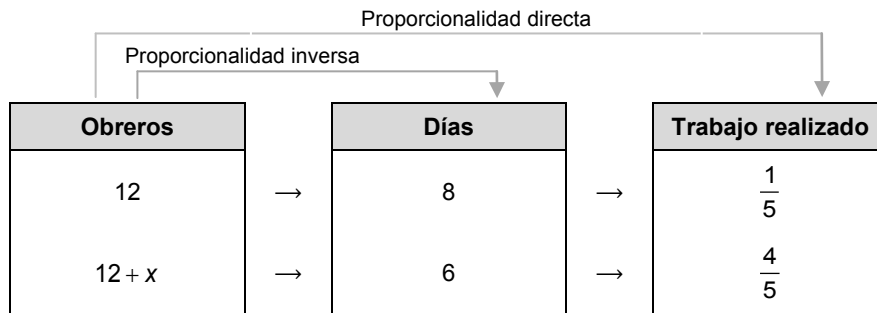 Proporcionalidad directa
Proporcionalidad inversa
Obreros Días Trabajo realizado
12 → 8 → 1/5
12 + x → 6 → 4/5